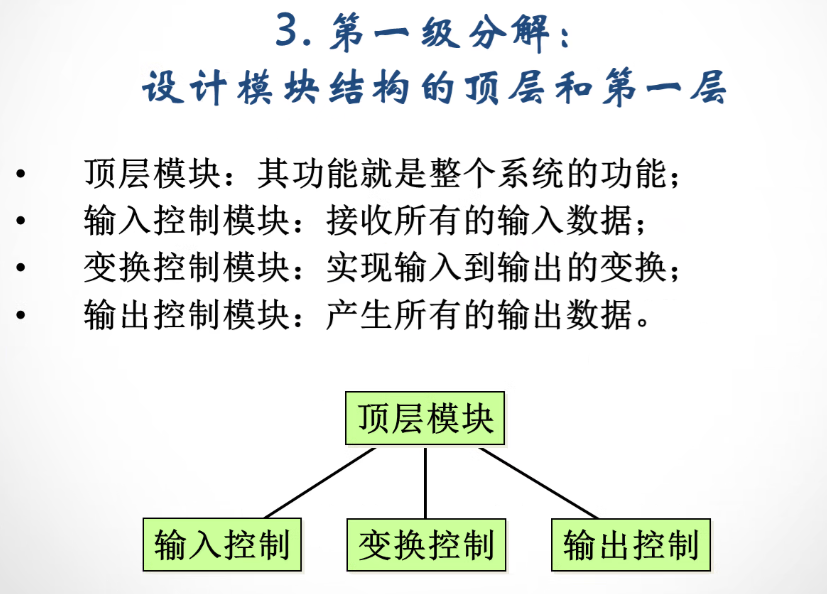 3. 第一级分解：
设计模块结构的顶层和第一层
• 顶层模块：其功能就是整个系统的功能；
• 输入控制模块：接收所有的输入数据；
• 变换控制模块：实现输入到输出的变换；
• 输出控制模块：产生所有的输出数据。
顶层模块
输入控制 变换控制 输出控制